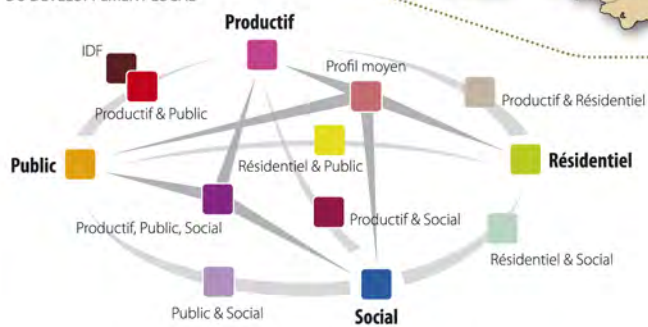 Productif
IDF
Profil moyen
Productif & Public
Productif & Résidentiel
Public
Résidentiel & Public
Résidentiel
Productif, Public, Social
Productif & Social
Résidentiel & Social
Public & Social
Social